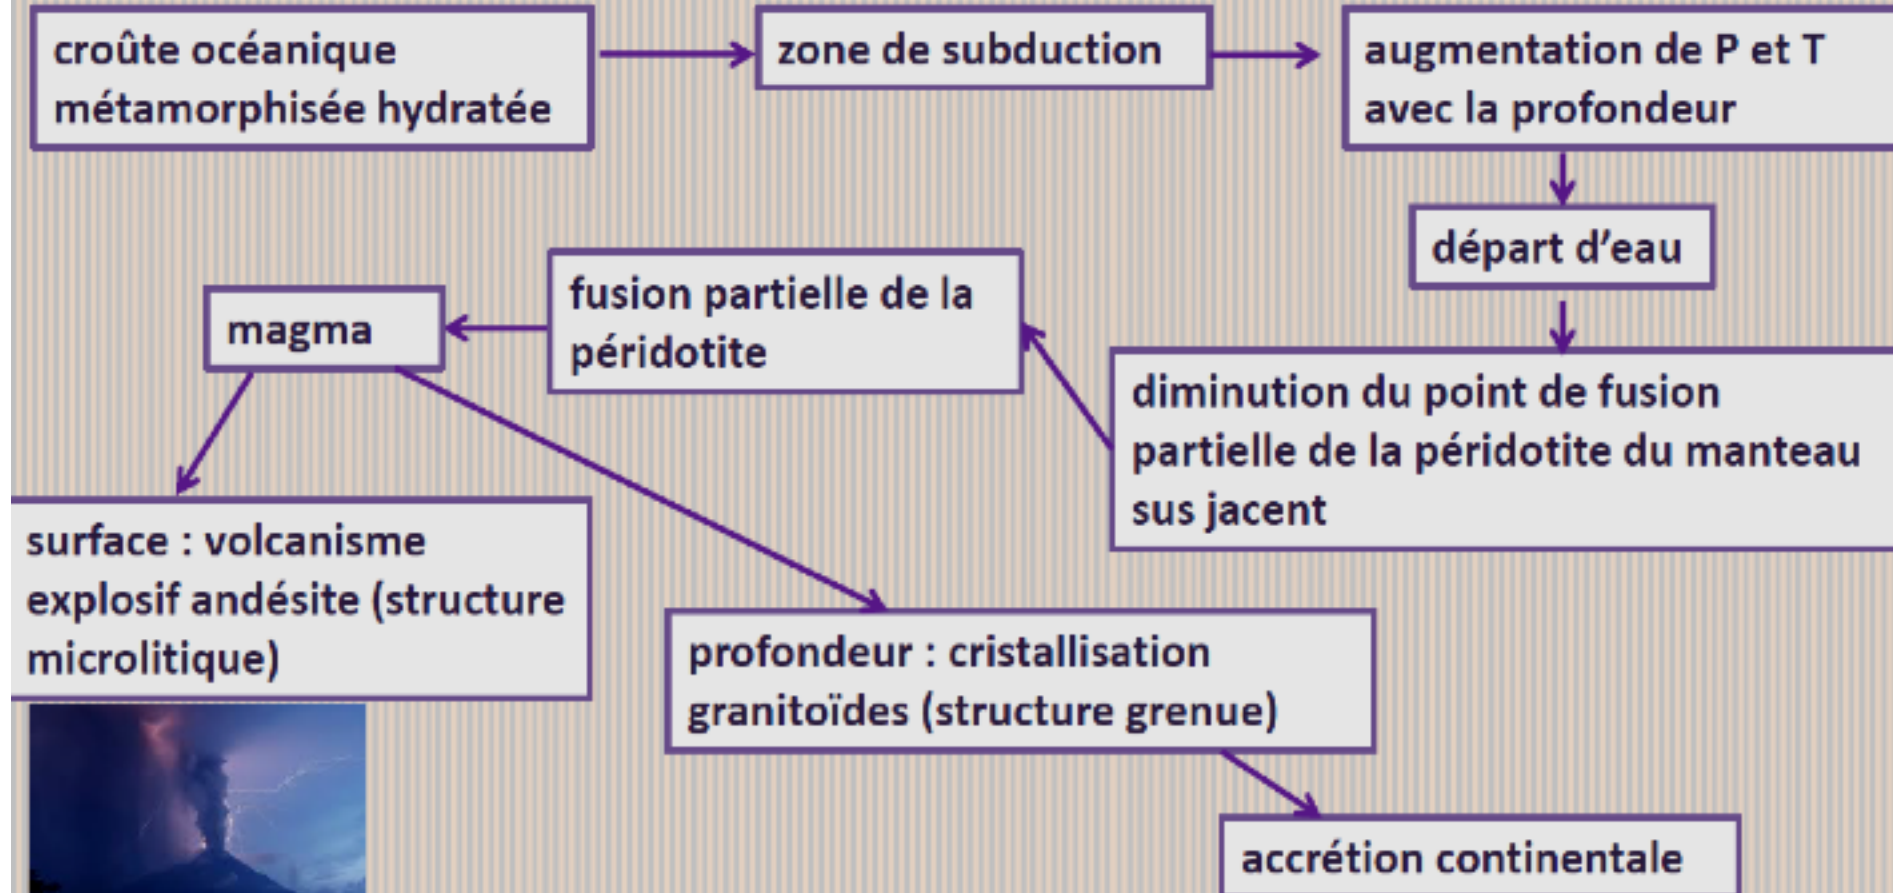 croûte océanique
métamorphisée hydratée
zone de subduction
augmentation de P et T
avec la profondeur
départ d'eau
diminution du point de fusion
partielle de la péridotite du manteau
sus jacent
fusion partielle de la
péridotite
magma
surface : volcanisme
explosif andésite (structure
microlitique)
profondeur : cristallisation
granitoïdes (structure grenue)
accrétion continentale